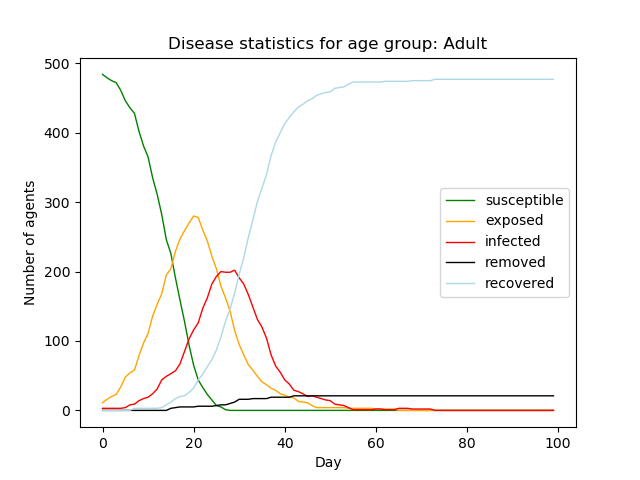 Disease statistics for age group: Adult
500
400
300
200
100
0
Number of agents
susceptible
exposed
infected
removed
recovered
0 20 40 60 80 100
Day